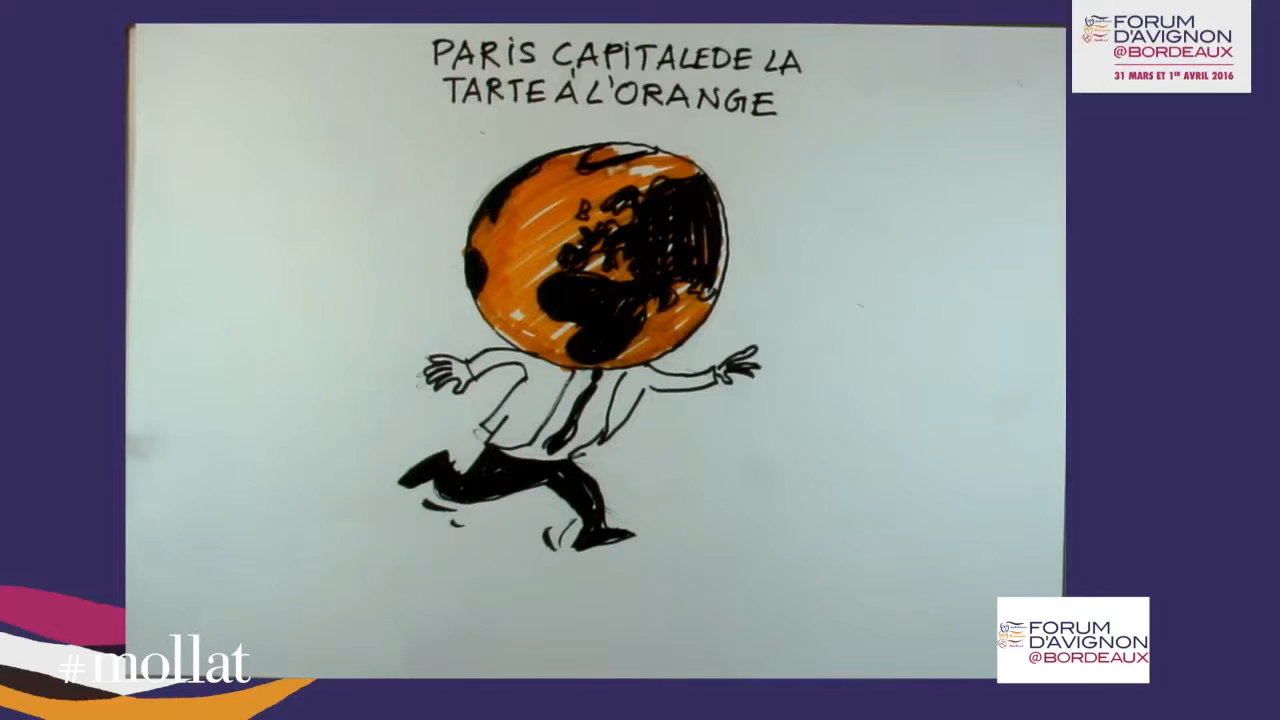 PARIS CAPITALEDE LA
TARTE À L'ORANGE
FORUM
D'AVIGNON
@BORDEAUX
31 MARS ET 1ER AVRIL 2016
#mollat
FORUM
D'AVIGNON
@BORDEAUX